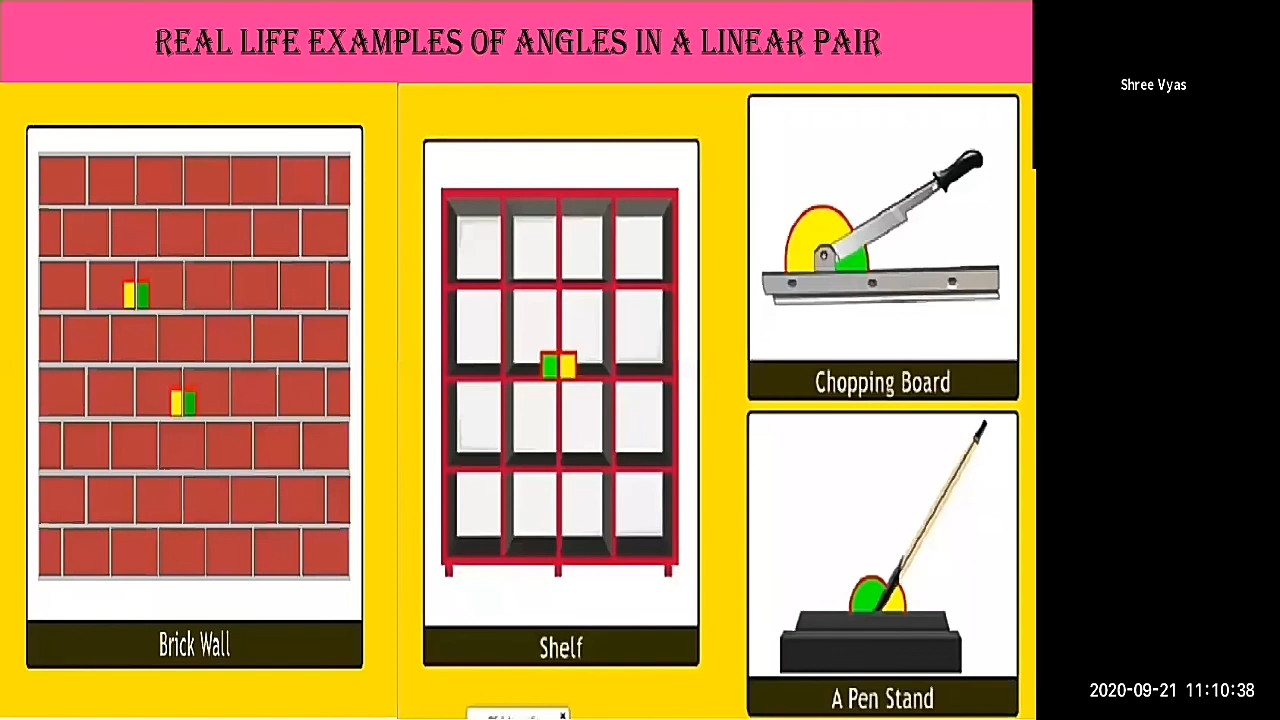 REAL LIFE EXAMPLES OF ANGLES IN A LINEAR PAIR
Shree Vyas
Brick Wall
Shelf
Chopping Board
A Pen Stand
2020-09-21 11:10:38